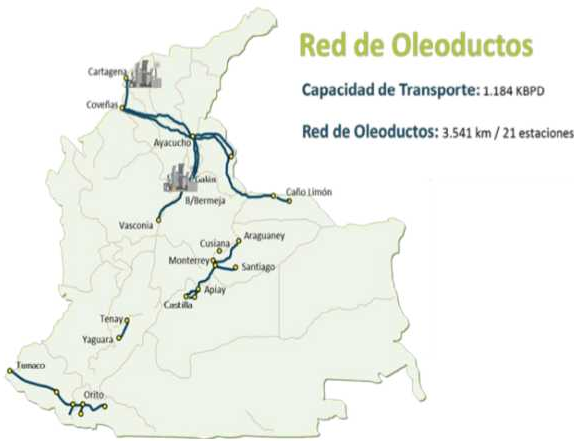 Red de Oleoductos
Capacidad de Transporte: 1.184 KBPD
Red de Oleoductos: 3.541 km / 21 estaciones
Cartagena
Coveñas
Ayacucho
Galán
B/Bermeja
Caño Limón
Vasconia
Araguaney
Cusiana
Monterrey
Santiago
Apiay
Castilla
Tenay
Yaguara
Tumaco
Orito